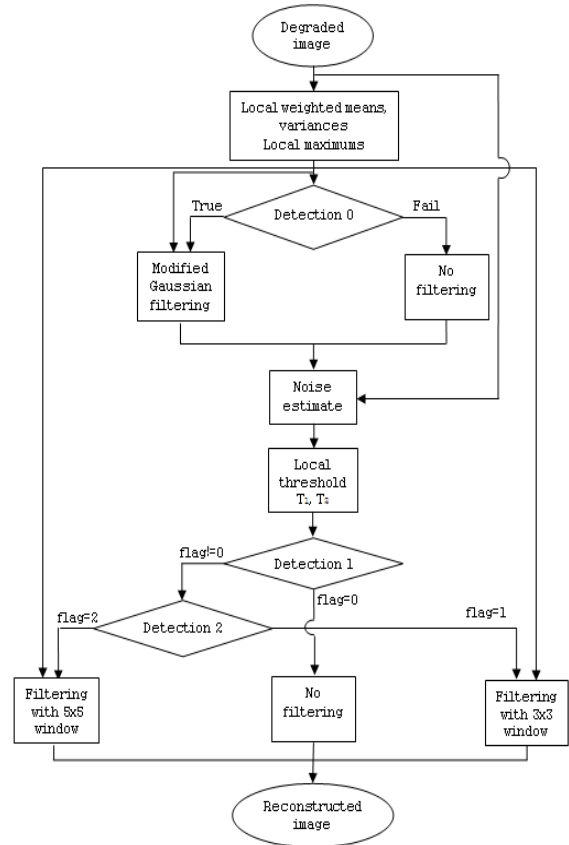 Degraded
image
Local weighted means,
variances
Local maximums
True
Detection 0
Fail
Modified
Gaussian
filtering
No
filtering
Noise
estimate
Local
threshold
T₁, T₂
flag!=0
Detection 1
flag=0
flag=2
Detection 2
flag=1
Filtering
with 5x5
window
No
filtering
Filtering
with 3x3
window
Reconstructed
image